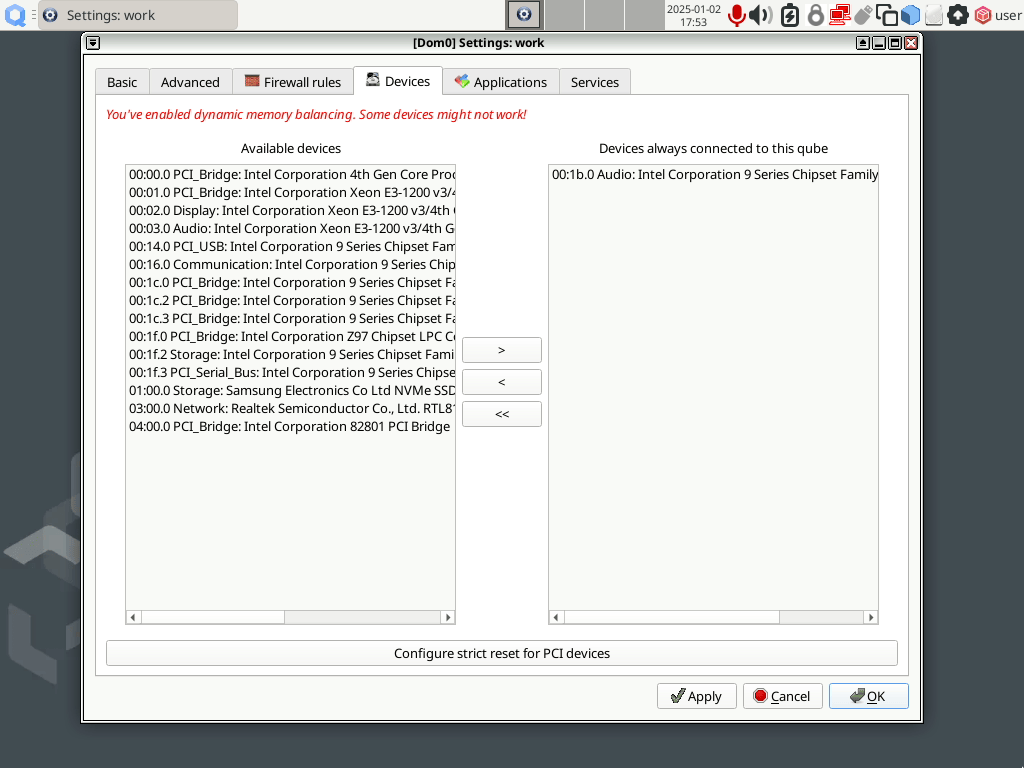 Settings: work
2025-01-02
17:53
user
[Dom0] Settings: work
Basic
Advanced
Firewall rules
Devices
Applications
Services
You've enabled dynamic memory balancing. Some devices might not work!
Available devices
00:00.0 PCI_Bridge: Intel Corporation 4th Gen Core
00:01.0 PCI_Bridge: Intel Corporation Xeon E3-1200
00:02.0 Display: Intel Corporation Xeon E3-1200 v3/4th
00:03.0 Audio: Intel Corporation Xeon E3-1200 v3/4th G
00:14.0 PCI_USB: Intel Corporation 9 Series Chipset Fam
00:16.0 Communication: Intel Corporation 9 Series Chip
00:1c.0 PCI_Bridge: Intel Corporation 9 Series Chipset Fa
00:1c.2 PCI_Bridge: Intel Corporation 9 Series Chipset Fa
00:1c.3 PCI_Bridge: Intel Corporation 9 Series Chipset Fa
00:1f.0 PCI_Bridge: Intel Corporation Z97 Chipset LPC
00:1f.2 Storage: Intel Corporation 9 Series Chipset Fami
00:1f.3 PCI_Serial_Bus: Intel Corporation 9 Series Chipse
01:00.0 Storage: Samsung Electronics Co Ltd NVMe SSD
03:00.0 Network: Realtek Semiconductor Co., Ltd. RTL81
04:00.0 PCI_Bridge: Intel Corporation 82801 PCI Bridge
>
<
<<
Devices always connected to this qube
00:1b.0 Audio: Intel Corporation 9 Series Chipset Family
Configure strict reset for PCI devices
Apply
Cancel
OK